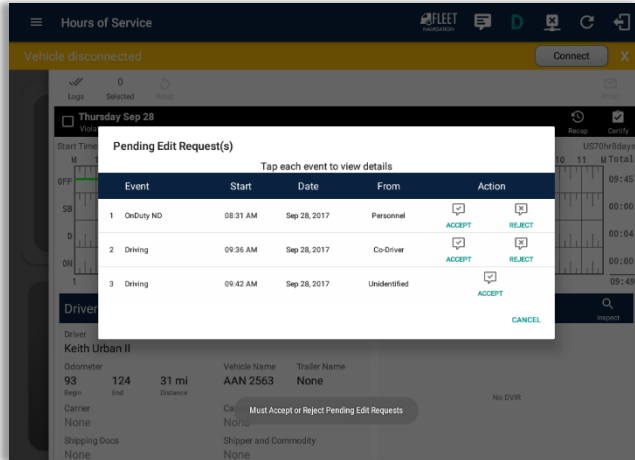 Hours of Service
FLEET
NAVIGATION
D
Vehicle disconnected
Connect
X
0
Logs
Selected
Thursday Sep 28
Recap
Certify
Start Time
US70hr8days
M
10 11 M Total
OFF
09:45
SB
00:00
D
00:04
ON
00:00
1
09:49
Pending Edit Request(s)
Tap each event to view details
Event Start Date From Action
1 OnDuty ND 08:31 AM Sep 28, 2017 Personnel ACCEPT REJECT
2 Driving 09:36 AM Sep 28, 2017 Co-Driver ACCEPT REJECT
3 Driving 09:42 AM Sep 28, 2017 Unidentified ACCEPT
CANCEL
Driver
Inspect
Driver
Keith Urban II
Odometer
Vehicle Name
Trailer Name
93 124 31 mi
AAN 2563
None
Begin End Distance
No DVIR
Carrier
None
Must Accept or Reject Pending Edit Requests
Shipping Docs
Shipper and Commodity
None
None